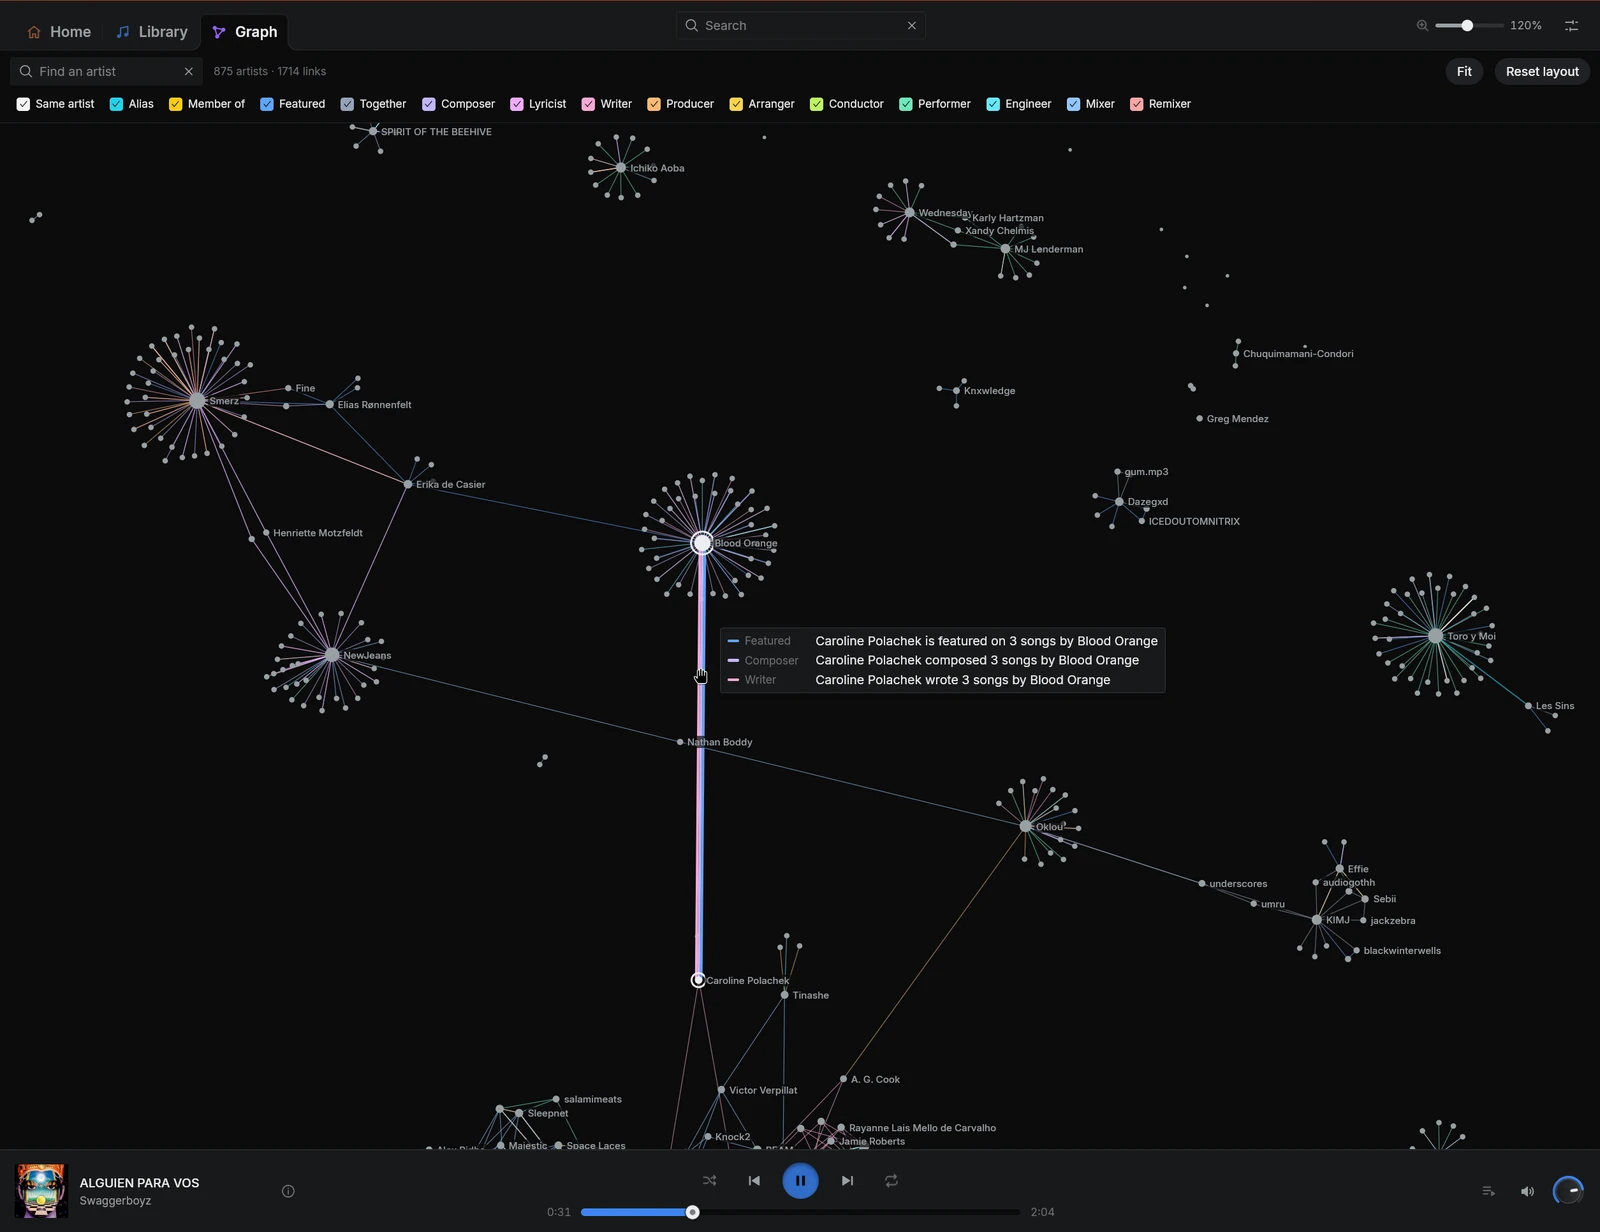 Home
Library
Graph
Search
120%
Find an artist
875 artists · 1714 links
Fit
Reset layout
Same artist
Alias
Member of
Featured
Together
Composer
Lyricist
Writer
Producer
Arranger
Conductor
Performer
Engineer
Mixer
Remixer
SPIRIT OF THE BEEHIVE
Ichiko Aoba
Wednesday
Karly Hartzman
Xandy Chelmis
MJ Lenderman
Chuquimamani-Condori
Knxwledge
Greg Mendez
Smerz
Fine
Elias Rønnenfelt
Erika de Casier
gum.mp3
Dazegxd
ICEDOUTOMNITRIX
Henriette Motzfeldt
Blood Orange
Toro y Moi
NewJeans
Featured Caroline Polachek is featured on 3 songs by Blood Orange
Composer Caroline Polachek composed 3 songs by Blood Orange
Writer Caroline Polachek wrote 3 songs by Blood Orange
Les Sins
Nathan Boddy
Oklou
Effie
audiogothh
underscores
Sebii
umru
KIMJ
jackzebra
blackwinterwells
Caroline Polachek
Tinashe
A. G. Cook
Victor Verpillat
salamimeats
Sleepnet
Rayanne Lais Mello de Carvalho
Knock2
Jamie Roberts
Majestic
Space Laces
ALGUIEN PARA VOS
Swaggerboyz
0:31
2:04